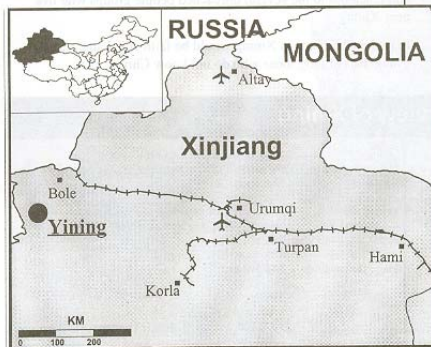 RUSSIA
MONGOLIA
Altay
Xinjiang
Bole
Yining
Urumqi
Turpan
Hami
Korla
KM
0 100 200